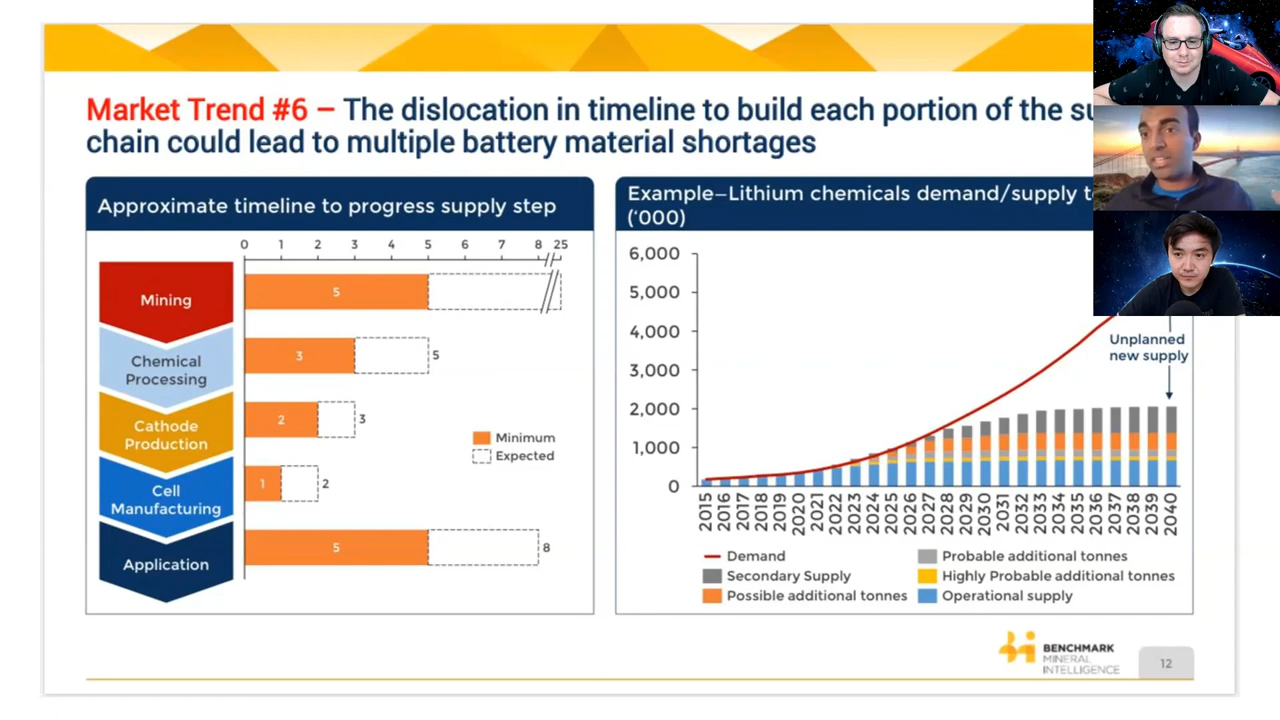 Market Trend #6 – The dislocation in timeline to build each portion of the
chain could lead to multiple battery material shortages
Approximate timeline to progress supply step
0 1 2 3 4 5 6 7 8 25
Mining
5
Chemical
Processing
3
5
Cathode
Production
2
3
Cell
Manufacturing
1
2
Application
5
8
Minimum
Expected
Example–Lithium chemicals demand/supply
('000)
6,000
5,000
4,000
3,000
2,000
1,000
0
Unplanned
new supply
2015 2016 2017 2018 2019 2020 2021 2022 2023 2024 2025 2026 2027 2028 2029 2030 2031 2032 2033 2034 2035 2036 2037 2038 2039 2040
Demand
Probable additional tonnes
Secondary Supply
Highly Probable additional tonnes
Possible additional tonnes
Operational supply
BENCHMARK
MINERAL
INTELLIGENCE
12